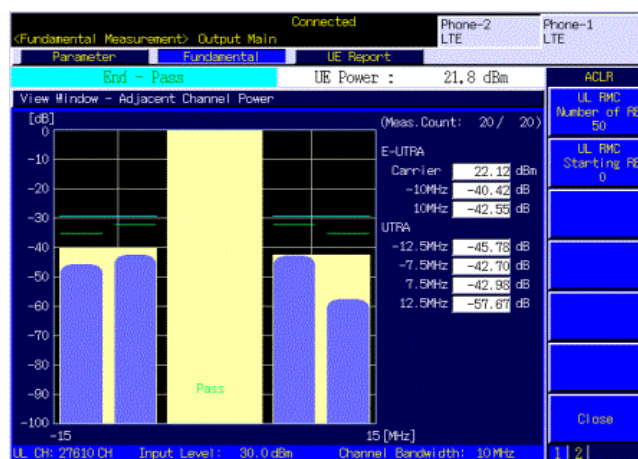 Connected
Phone-2
LTE
Phone-1
LTE
<Fundamental Measurement> Output Main
Parameter
Fundamental
UE Report
End - Pass
UE Power :
21.8 dBm
ACLR
View Window - Adjacent Channel Power
UL RMC
Number of RB
50
UL RMC
Starting RB
0
Close
1 2
[dB]
0
-10
-20
-30
-40
-50
-60
-70
-80
-90
-100
Pass
-15
15 [MHz]
(Meas.Count: 20/ 20)
E-UTRA
Carrier 22.12 dBm
-10MHz -40.42 dB
10MHz -42.55 dB
UTRA
-12.5MHz -45.78 dB
-7.5MHz -42.70 dB
7.5MHz -42.98 dB
12.5MHz -57.67 dB
UL CH: 27610 CH Input Level: 30.0 dBm Channel Bandwidth: 10 MHz